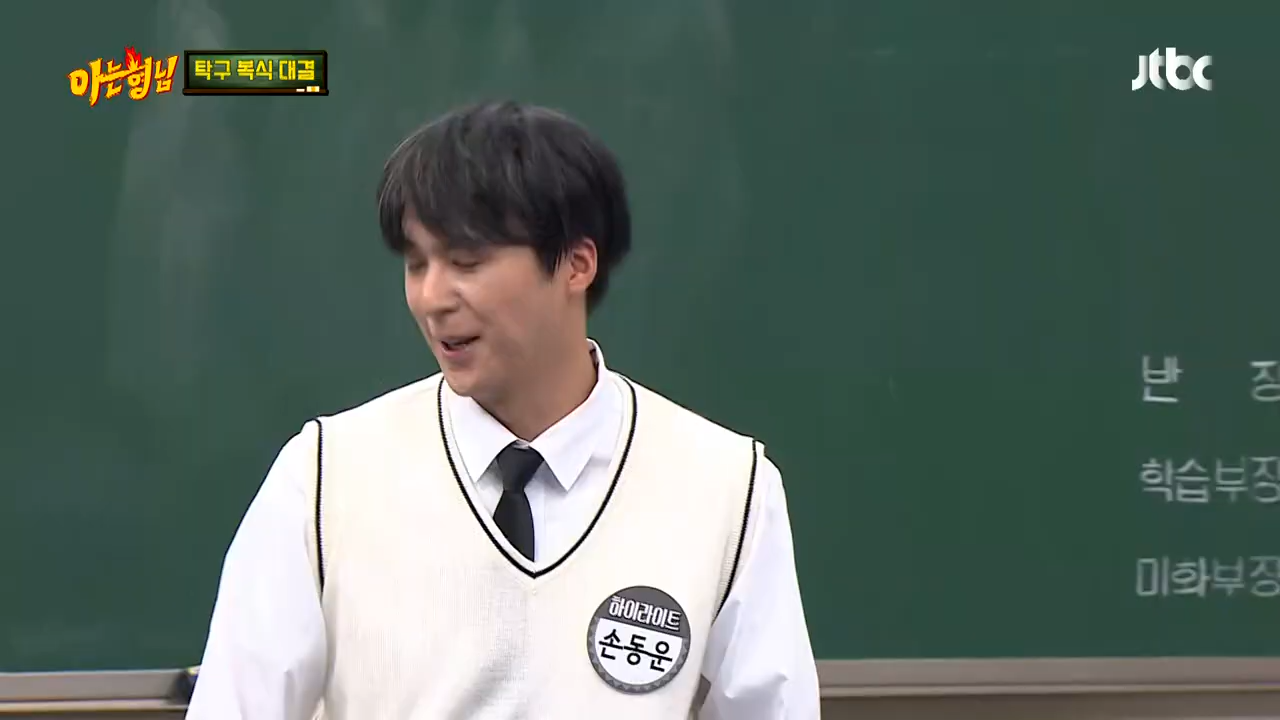 아는형님
탁구 복식 대결
jtbc
반 장
학습부장
미화부장
하이라이트
손동운